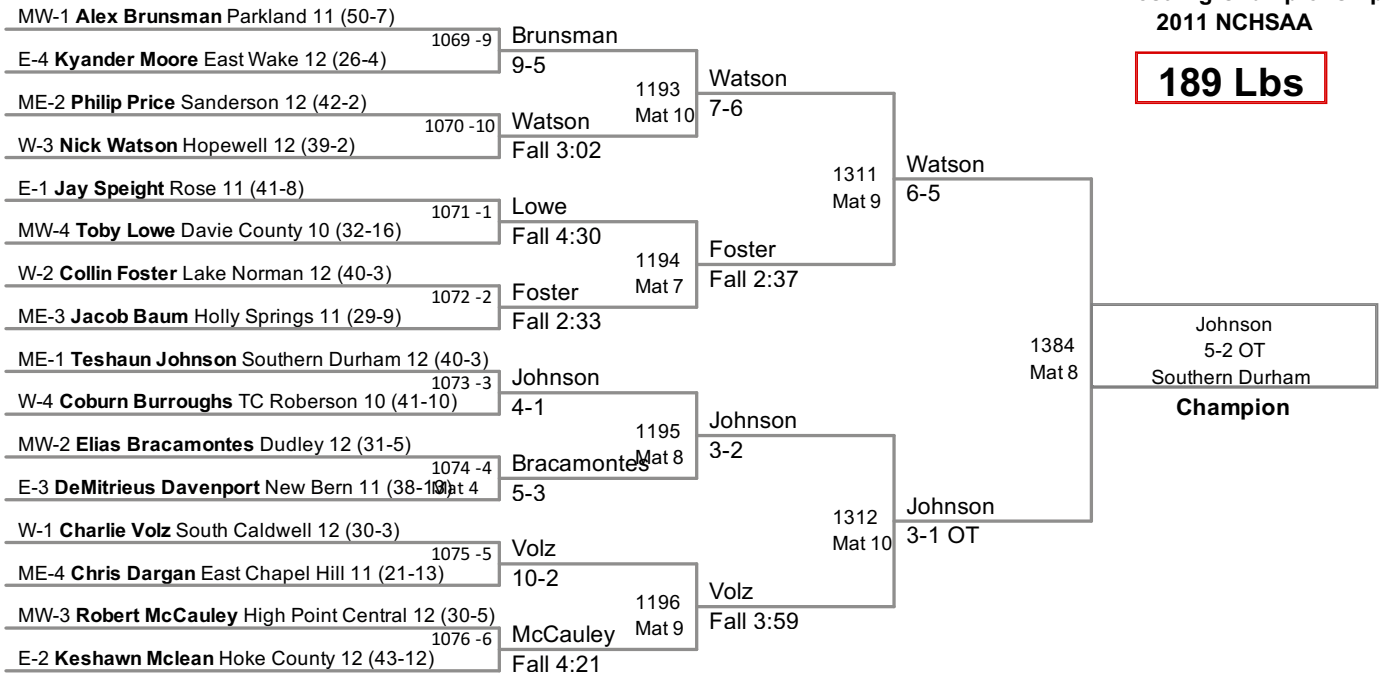 2011 NCHSAA
189 Lbs
MW-1 Alex Brunsman Parkland 11 (50-7)
1069 -9
E-4 Kyander Moore East Wake 12 (26-4)
Brunsman
9-5
ME-2 Philip Price Sanderson 12 (42-2)
1070 -10
W-3 Nick Watson Hopewell 12 (39-2)
Watson
Fall 3:02
1193
Mat 10
Watson
7-6
E-1 Jay Speight Rose 11 (41-8)
1071 -1
MW-4 Toby Lowe Davie County 10 (32-16)
Lowe
Fall 4:30
W-2 Collin Foster Lake Norman 12 (40-3)
1072 -2
ME-3 Jacob Baum Holly Springs 11 (29-9)
Foster
Fall 2:33
1194
Mat 7
Foster
Fall 2:37
1311
Mat 9
Watson
6-5
ME-1 Teshaun Johnson Southern Durham 12 (40-3)
1073 -3
W-4 Coburn Burroughs TC Roberson 10 (41-10)
Johnson
4-1
MW-2 Elias Bracamontes Dudley 12 (31-5)
1074 -4
E-3 DeMitrieus Davenport New Bern 11 (38-13)
Mat 4
Bracamontes
5-3
1195
Mat 8
Johnson
3-2
W-1 Charlie Volz South Caldwell 12 (30-3)
1075 -5
ME-4 Chris Dargan East Chapel Hill 11 (21-13)
Volz
10-2
MW-3 Robert McCauley High Point Central 12 (30-5)
1076 -6
E-2 Keshawn Mclean Hoke County 12 (43-12)
McCauley
Fall 4:21
1196
Mat 9
Volz
Fall 3:59
1312
Mat 10
Johnson
3-1 OT
1384
Mat 8
Johnson
5-2 OT
Southern Durham
Champion